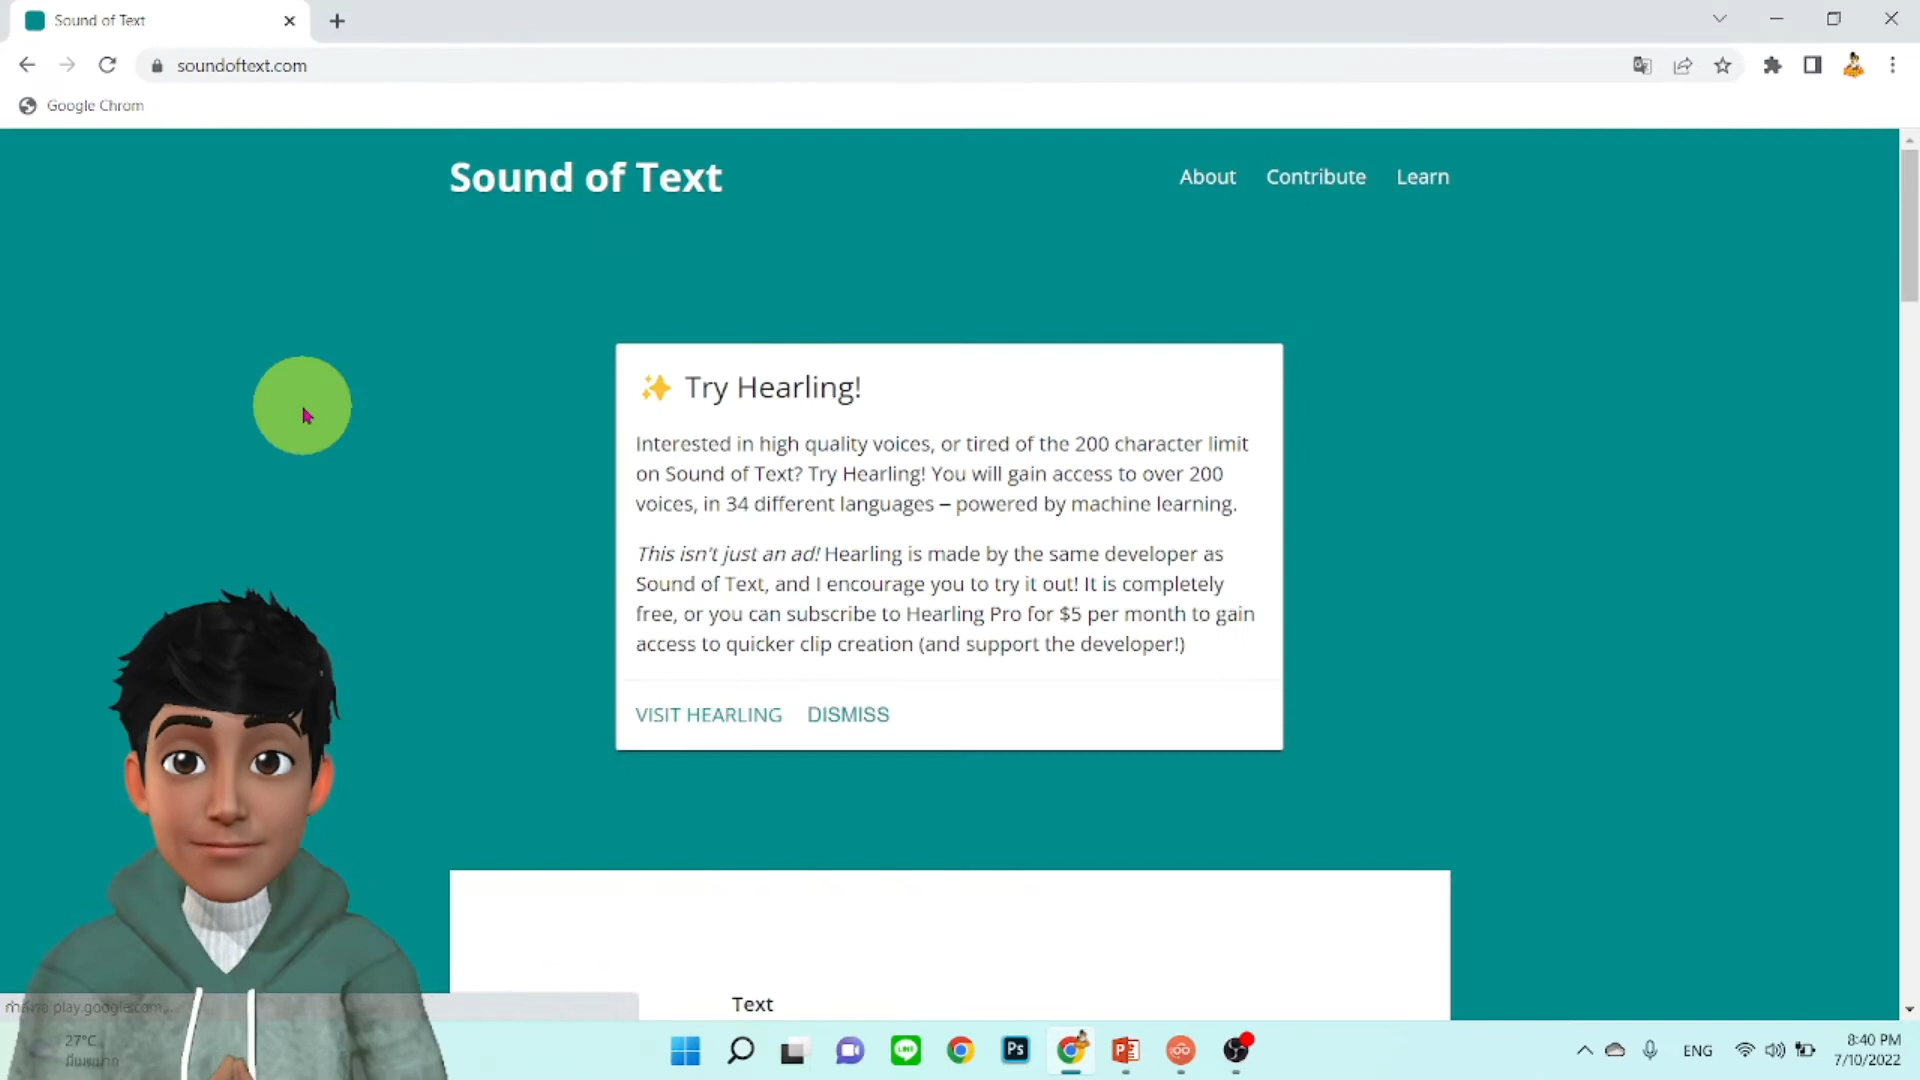 Sound of Text
soundoftext.com
Google Chrom
Sound of Text
About
Contribute
Learn
✨ Try Hearling!
Interested in high quality voices, or tired of the 200 character limit
on Sound of Text? Try Hearling! You will gain access to over 200
voices, in 34 different languages – powered by machine learning.
This isn't just an ad! Hearling is made by the same developer as
Sound of Text, and I encourage you to try it out! It is completely
free, or you can subscribe to Hearling Pro for $5 per month to gain
access to quicker clip creation (and support the developer!)
VISIT HEARLING
DISMISS
Text
play.google.com...
27°C
Ps
ENG
8:40 PM
7/10/2022